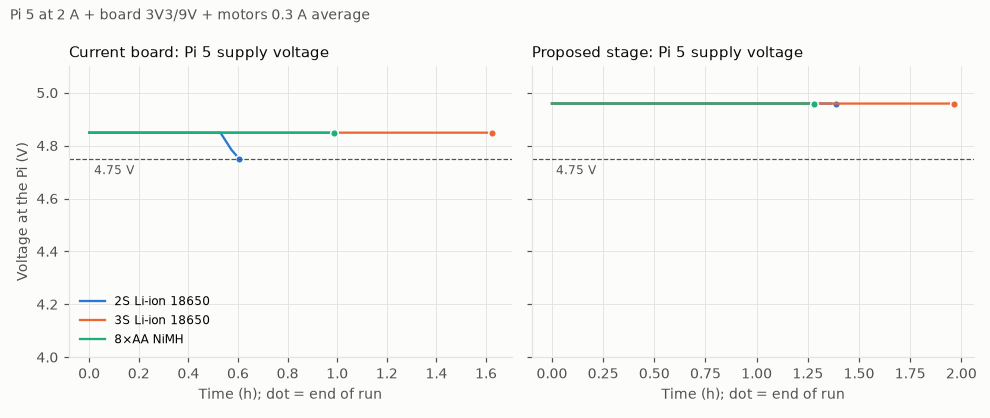 Pi 5 at 2 A + board 3V3/9V + motors 0.3 A average
Current board: Pi 5 supply voltage
Voltage at the Pi (V)
5.0
4.8
4.6
4.4
4.2
4.0
4.75 V
2S Li-ion 18650
3S Li-ion 18650
8×AA NiMH
0.0 0.2 0.4 0.6 0.8 1.0 1.2 1.4 1.6
Time (h); dot = end of run
Proposed stage: Pi 5 supply voltage
4.75 V
0.00 0.25 0.50 0.75 1.00 1.25 1.50 1.75 2.00
Time (h); dot = end of run